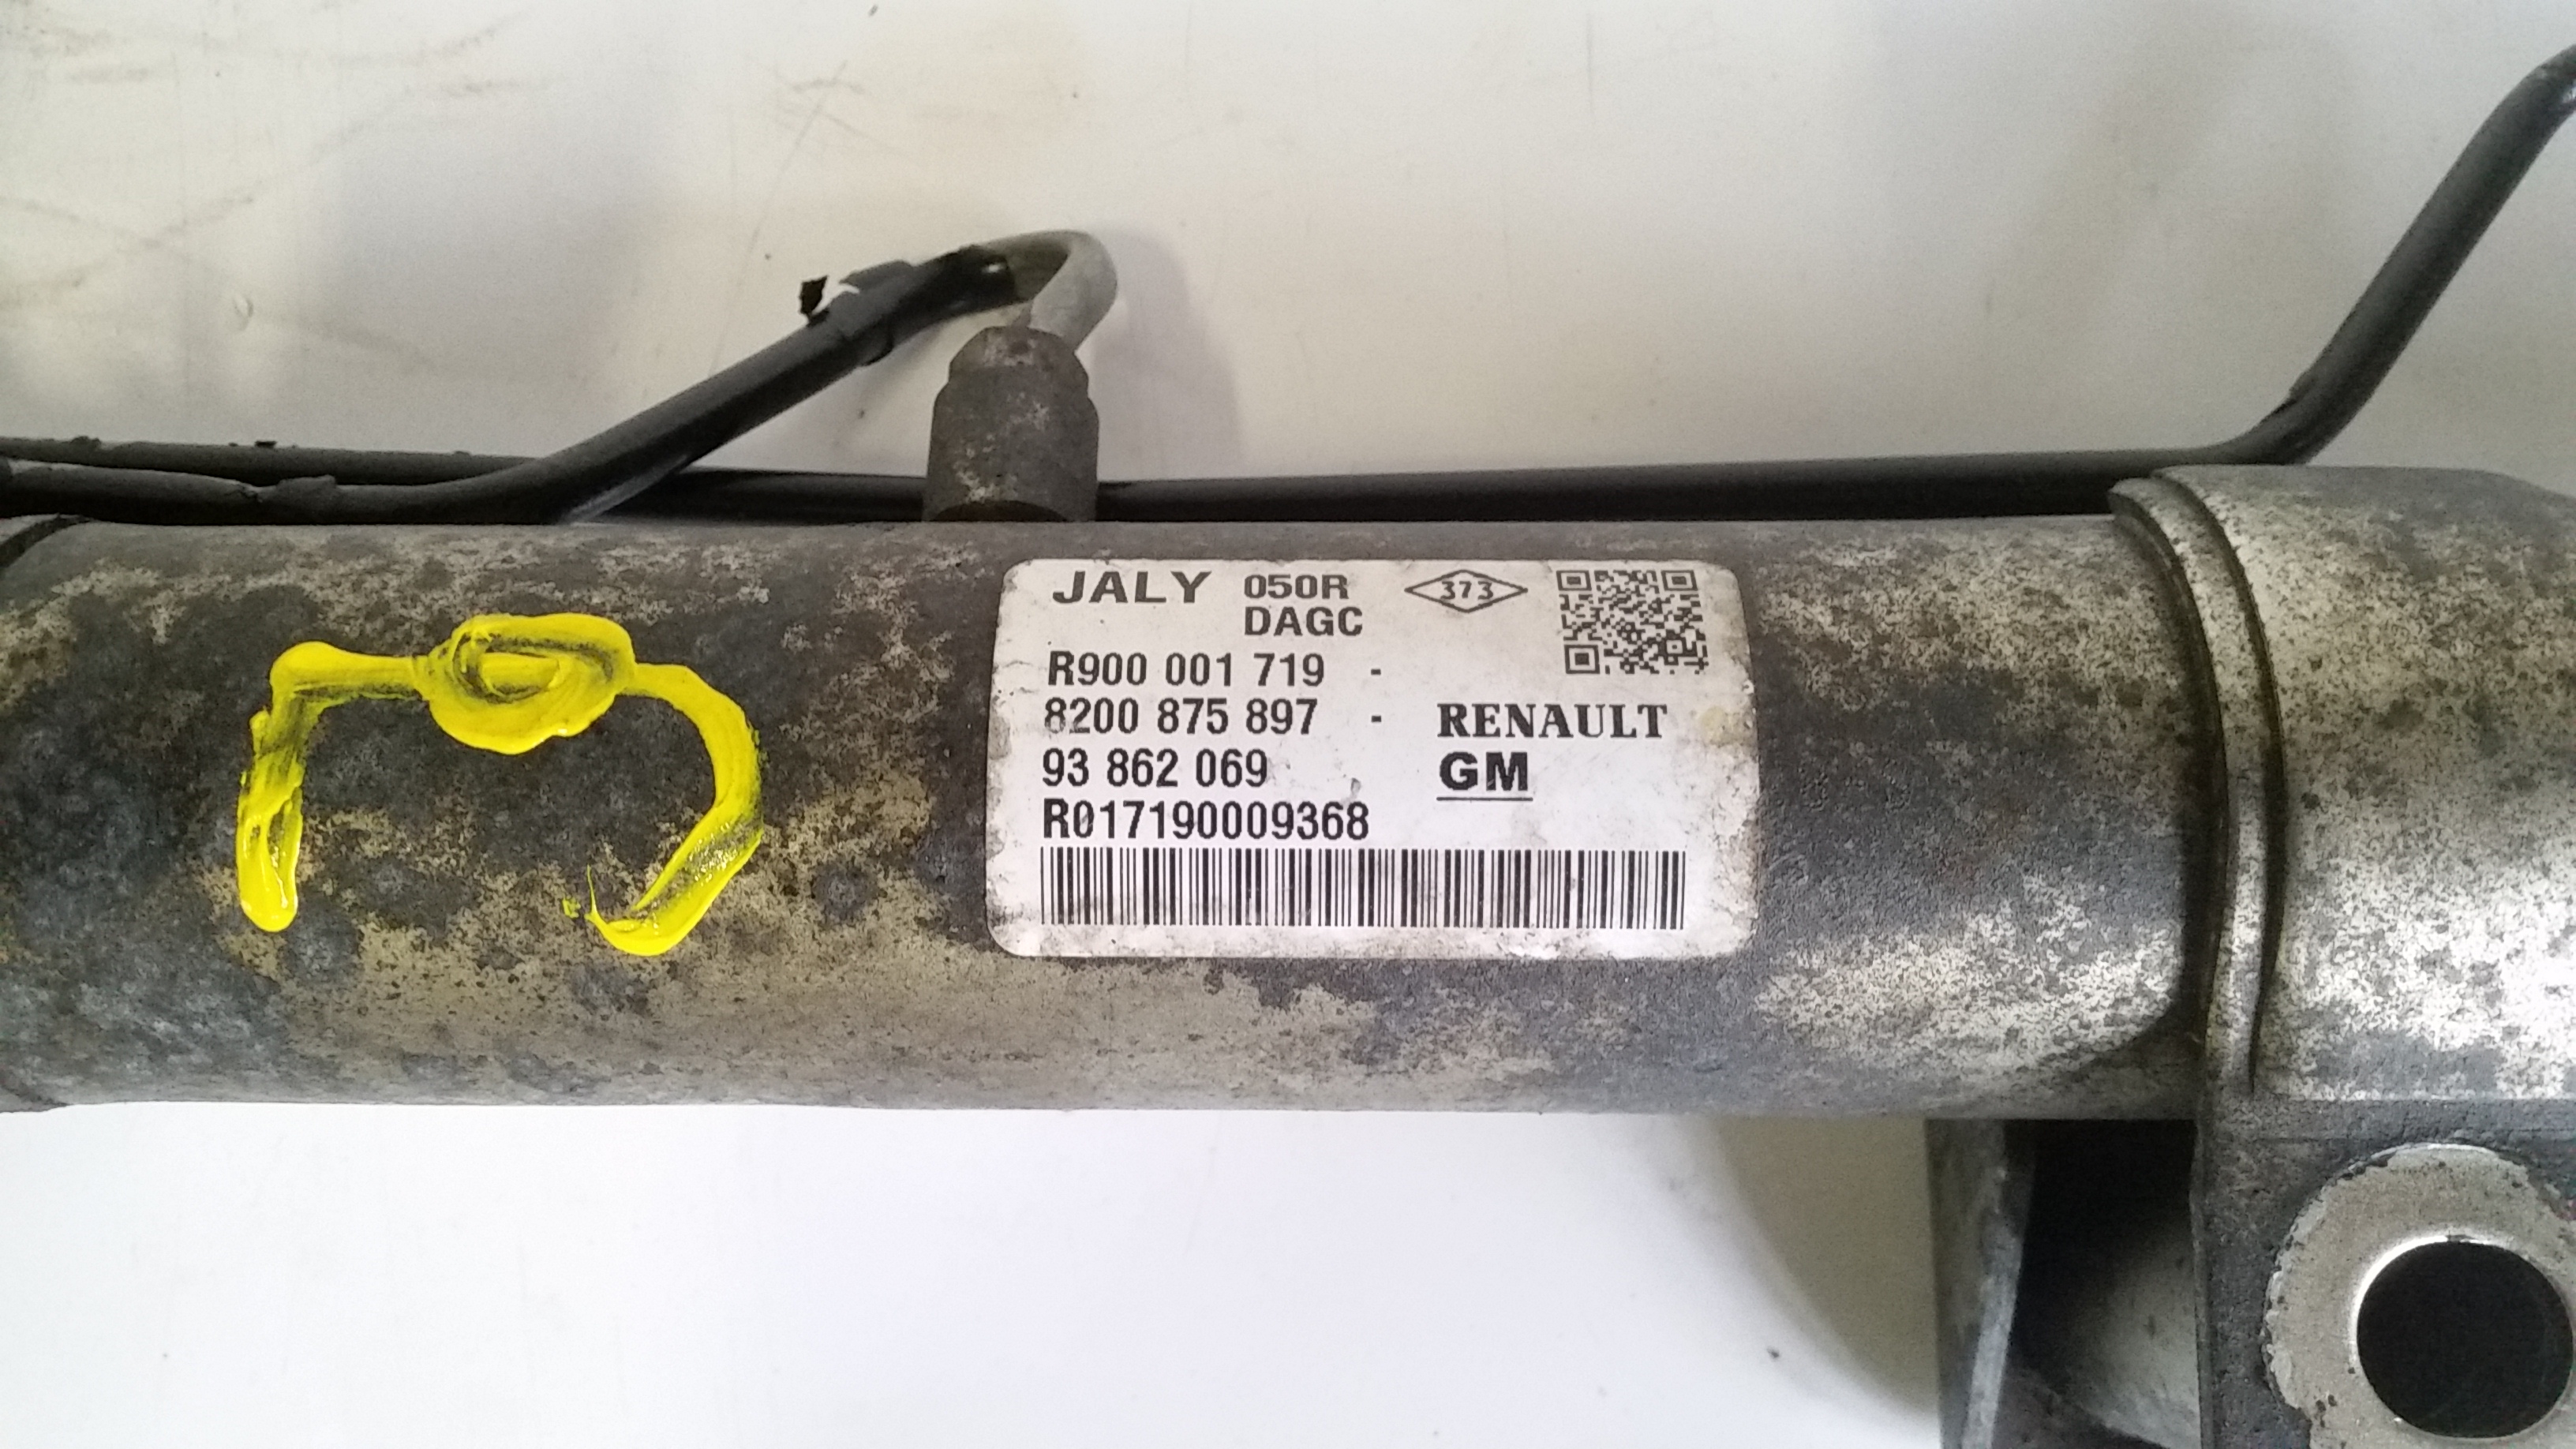 JALY 050R 373
DAGC
R900 001 719 -
8200 875 897 - RENAULT
93 862 069 GM
R017190009368